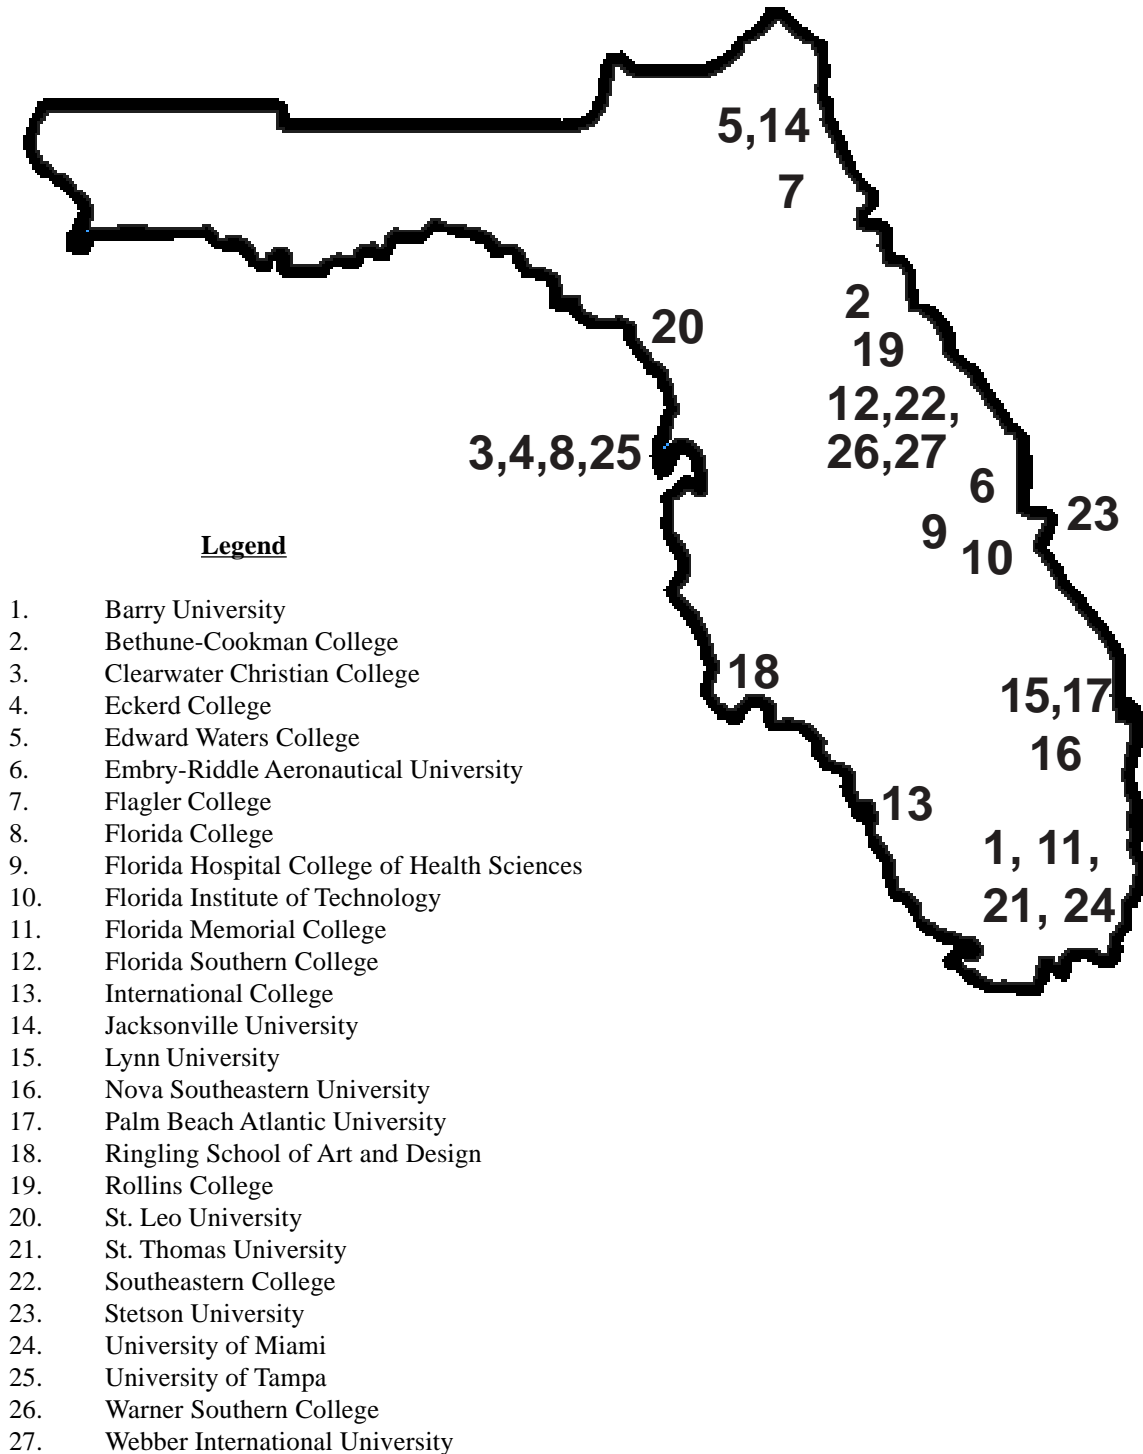 5,14
7
2
20
19
12,22,
3,4,8,25
26,27
6
23
9
10
Legend
1. Barry University
2. Bethune-Cookman College
3. Clearwater Christian College
18
4. Eckerd College
15,17
5. Edward Waters College
16
6. Embry-Riddle Aeronautical University
7. Flagler College
13
8. Florida College
1, 11,
9. Florida Hospital College of Health Sciences
10. Florida Institute of Technology
21, 24
11. Florida Memorial College
12. Florida Southern College
13. International College
14. Jacksonville University
15. Lynn University
16. Nova Southeastern University
17. Palm Beach Atlantic University
18. Ringling School of Art and Design
19. Rollins College
20. St. Leo University
21. St. Thomas University
22. Southeastern College
23. Stetson University
24. University of Miami
25. University of Tampa
26. Warner Southern College
27. Webber International University